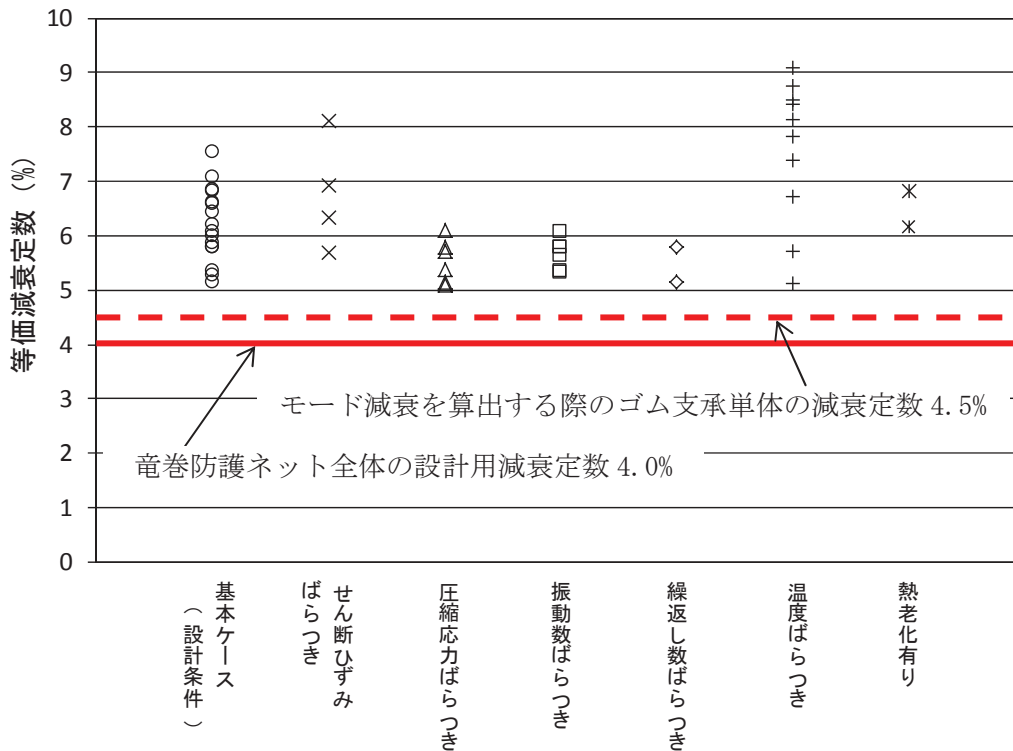 10
9
8
7
6
5
4
3
2
1
0
等価減衰定数 (%)
モード減衰を算出する際のゴム支承単体の減衰定数 4.5%
竜巻防護ネット全体の設計用減衰定数 4.0%
基本ケース
(設計条件)
せん断ひずみ
ばらつき
圧縮応力ばらつき
振動数ばらつき
繰返し数ばらつき
温度ばらつき
熱老化有り